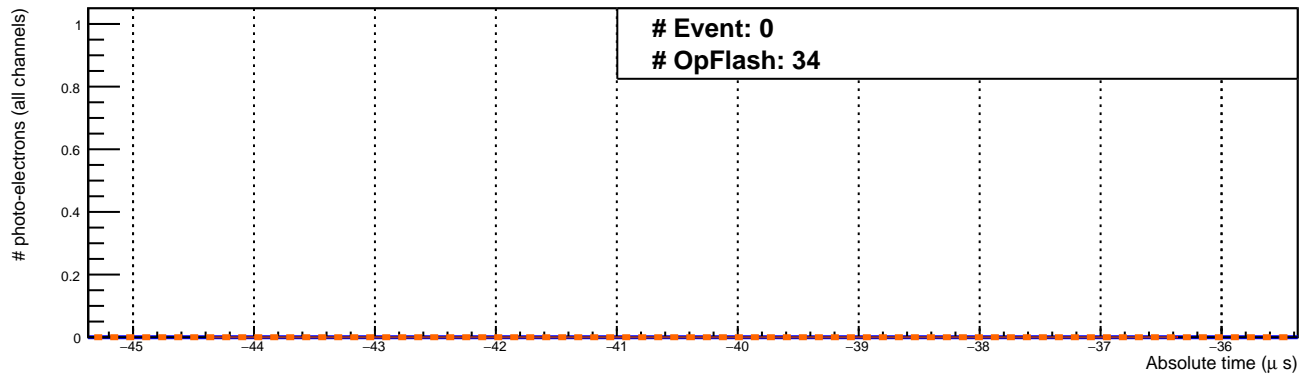 # Event: 0
# OpFlash: 34
# photo-electrons (all channels)
1
0.8
0.6
0.4
0.2
0
−45 −44 −43 −42 −41 −40 −39 −38 −37 −36
Absolute time (μ s)